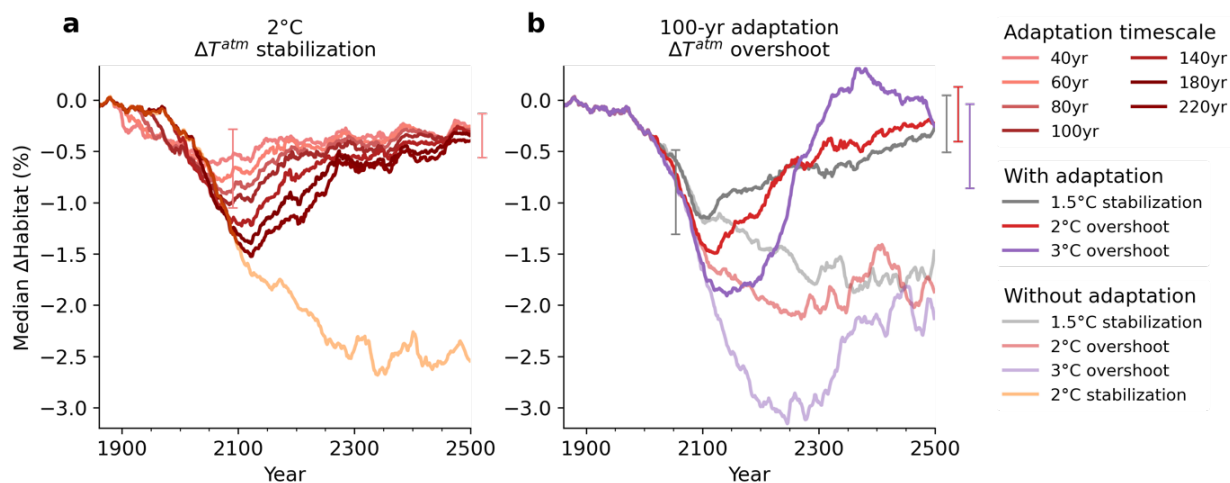 a
2°C
ΔT^atm stabilization
b
100-yr adaptation
ΔT^atm overshoot
Median ΔHabitat (%)
0.0
−0.5
−1.0
−1.5
−2.0
−2.5
−3.0
1900
2100
2300
2500
Year
0.0
−0.5
−1.0
−1.5
−2.0
−2.5
−3.0
1900
2100
2300
2500
Year
Adaptation timescale
40yr
60yr
80yr
100yr
140yr
180yr
220yr
With adaptation
1.5°C stabilization
2°C overshoot
3°C overshoot
Without adaptation
1.5°C stabilization
2°C overshoot
3°C overshoot
2°C stabilization